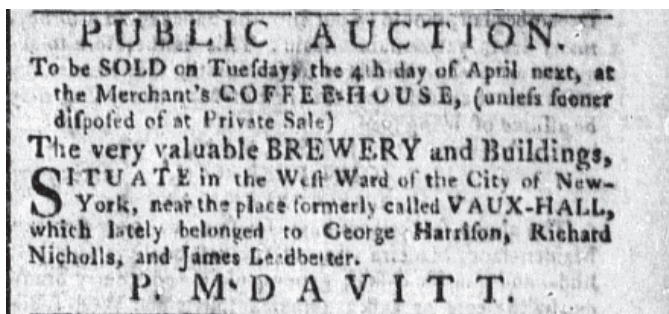 PUBLIC AUCTION.
To be SOLD on Tueſday, the 4th day of April next, at
the Merchant's COFFEE-HOUSE, (unleſs ſooner
diſpoſed of at Private Sale)
The very valuable BREWERY and Buildings,
SITUATE in the Weſt Ward of the City of New-
York, near the place formerly called VAUX-HALL,
which lately belonged to George Harriſon, Richard
Nicholls, and James Leadbetter.
P. M‘DAVITT.